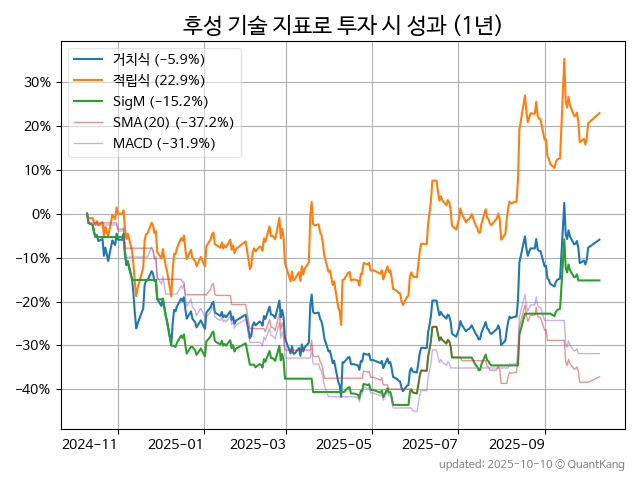 후성 기술 지표로 투자 시 성과 (1년)
거치식 (−5.9%)
적립식 (22.9%)
SigM (−15.2%)
SMA(20) (−37.2%)
MACD (−31.9%)
30%
20%
10%
0%
−10%
−20%
−30%
−40%
2024-11 2025-01 2025-03 2025-05 2025-07 2025-09
updated: 2025-10-10 © QuantKang